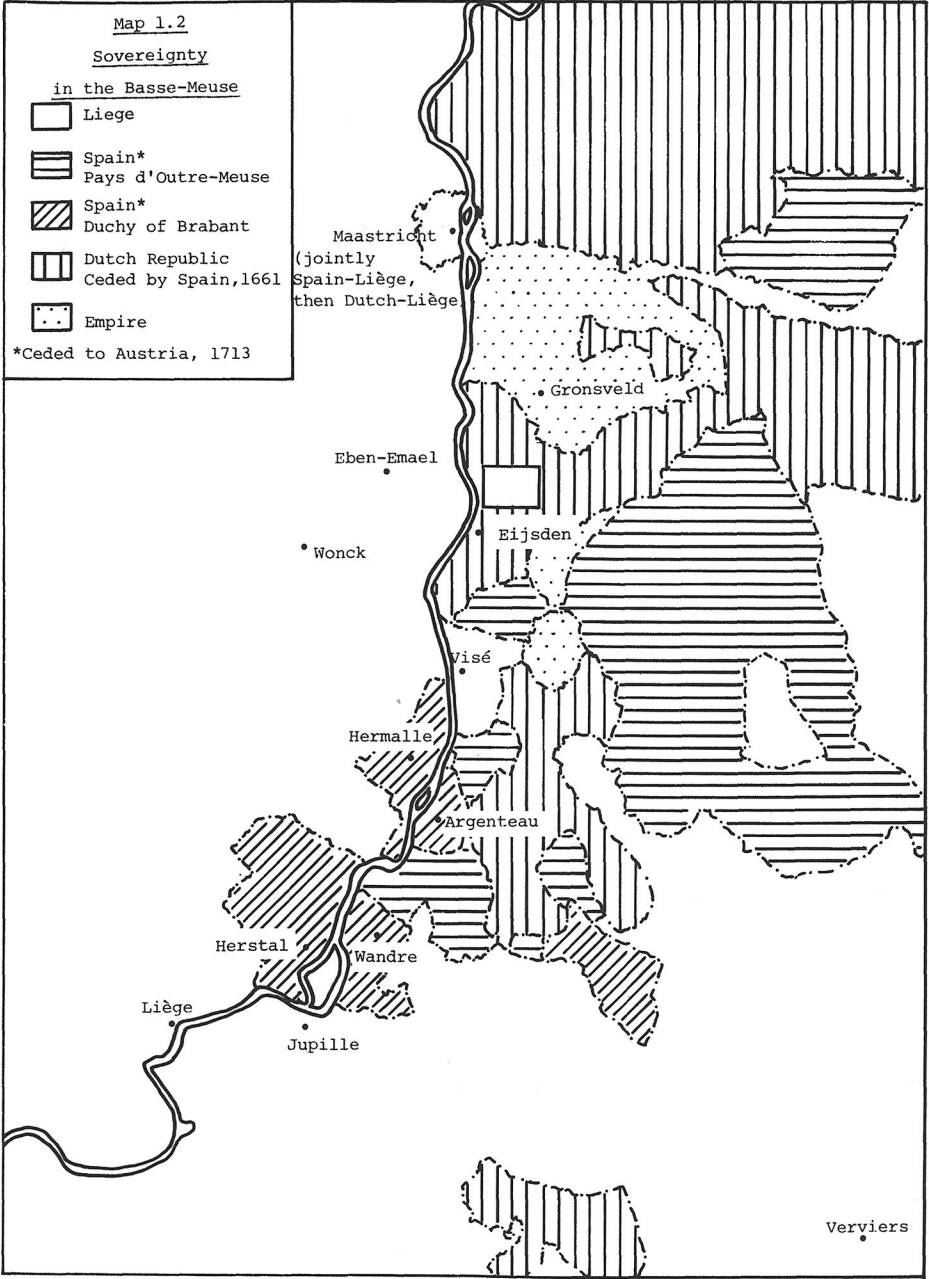 Map 1.2
Sovereignty
in the Basse-Meuse
Liege
Spain*
Pays d'Outre-Meuse
Spain*
Duchy of Brabant
Dutch Republic
Ceded by Spain,1661
Empire
*Ceded to Austria, 1713
Maastricht
(jointly
Spain-Liège,
then Dutch-Liège)
Gronsveld
Eben-Emael
Eijsden
Wonck
Visé
Hermalle
Argenteau
Herstal
Wandre
Liège
Jupille
Verviers